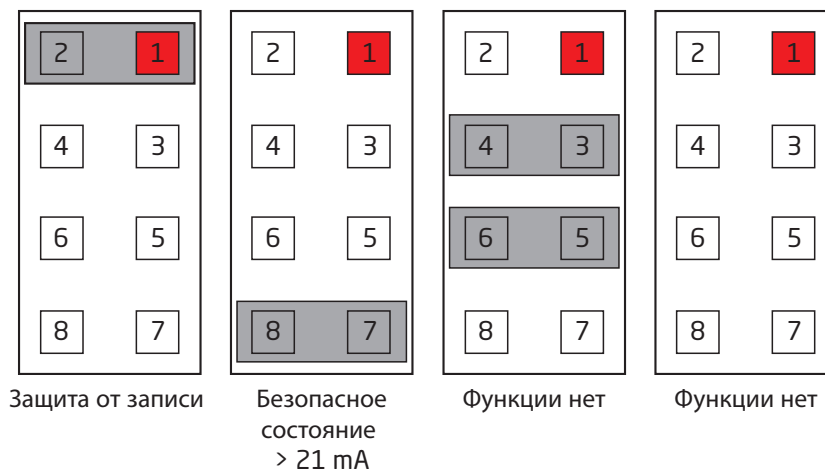 2 1 2 1 2 1 2 1
4 3 4 3 4 3 4 3
6 5 6 5 6 5 6 5
8 7 8 7 8 7 8 7
Защита от записи Безопасное Функции нет Функции нет
состояние
> 21 mA